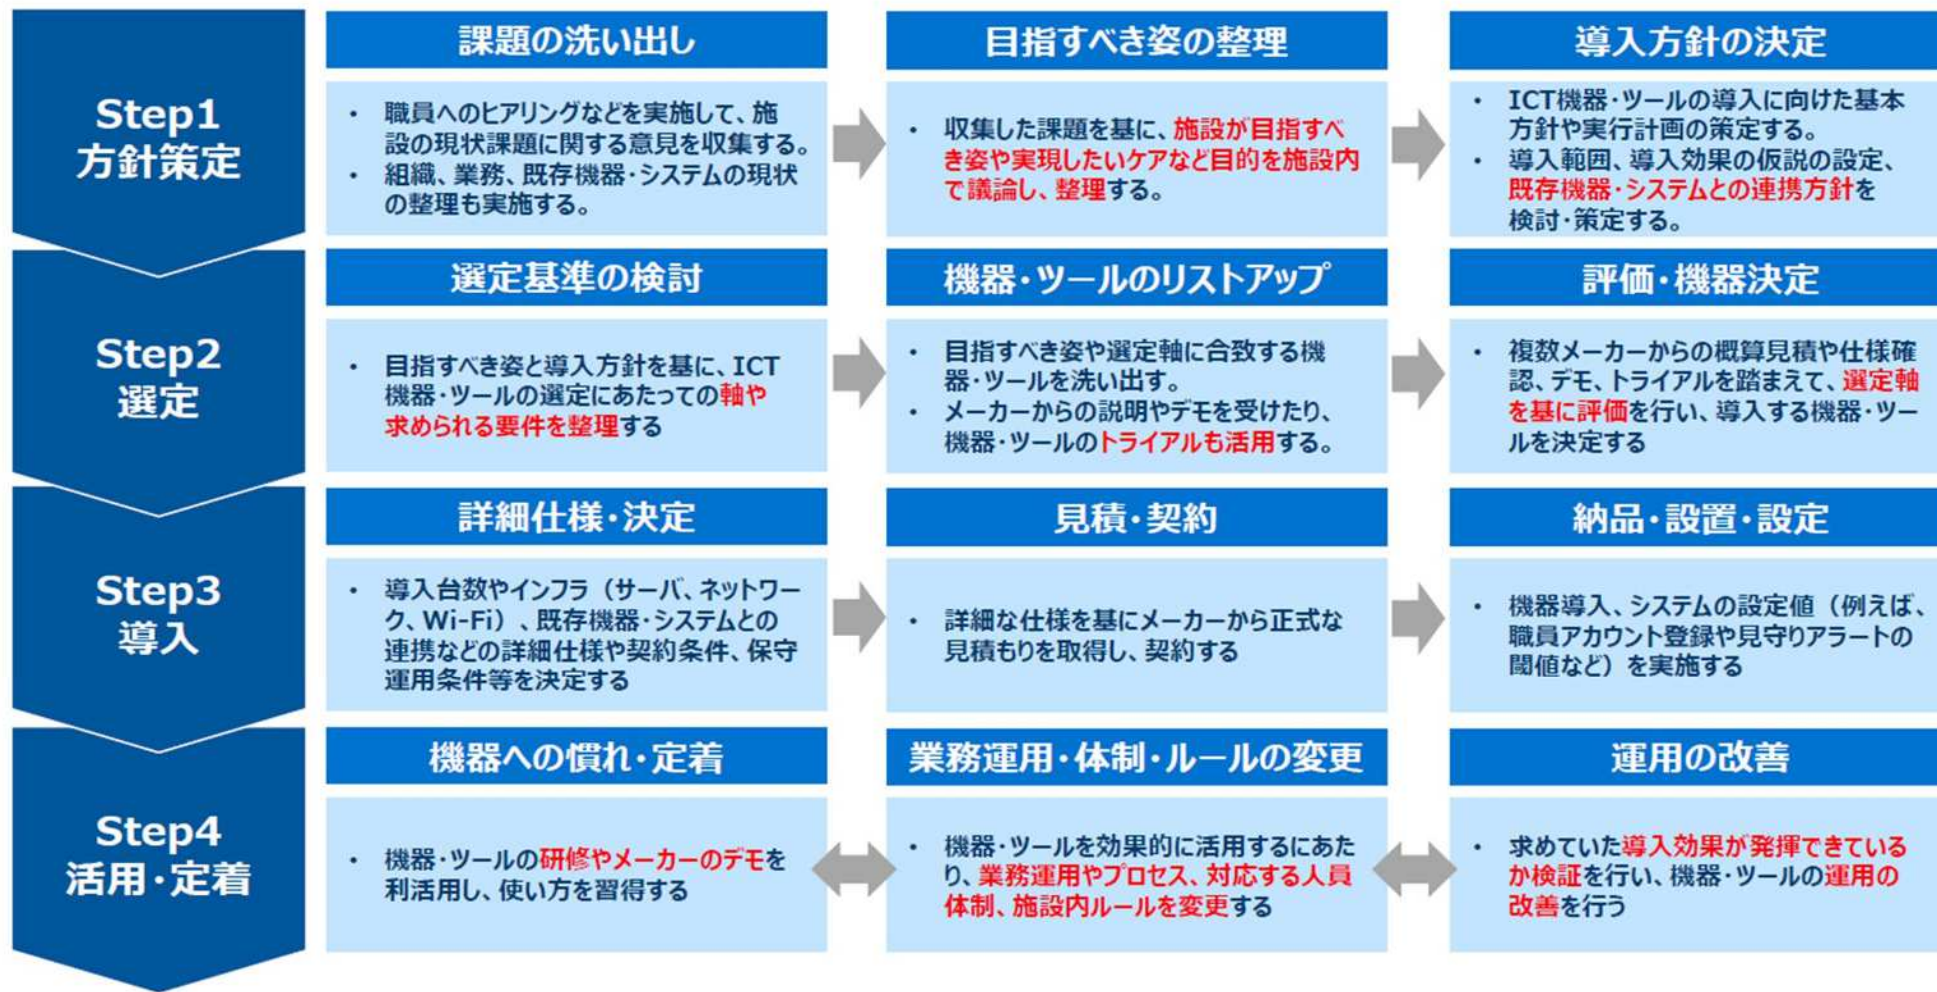 Step1
方針策定
課題の洗い出し
・ 職員へのヒアリングなどを実施して、施
設の現状課題に関する意見を収集する。
・ 組織、業務、既存機器・システムの現状
の整理も実施する。
目指すべき姿の整理
・ 収集した課題を基に、施設が目指すべ
き姿や実現したいケアなど目的を施設内
で議論し、整理する。
導入方針の決定
・ ICT機器・ツールの導入に向けた基本
方針や実行計画の策定する。
・ 導入範囲、導入効果の仮説の設定、
既存機器・システムとの連携方針を
検討・策定する。
Step2
選定
選定基準の検討
・ 目指すべき姿と導入方針を基に、ICT
機器・ツールの選定にあたっての軸や
求められる要件を整理する
機器・ツールのリストアップ
・ 目指すべき姿や選定軸に合致する機
器・ツールを洗い出す。
・ メーカーからの説明やデモを受けたり、
機器・ツールのトライアルも活用する。
評価・機器決定
・ 複数メーカーからの概算見積や仕様確
認、デモ、トライアルを踏まえて、選定軸
を基に評価を行い、導入する機器・ツー
ルを決定する
Step3
導入
詳細仕様・決定
・ 導入台数やインフラ（サーバ、ネットワー
ク、Wi-Fi）、既存機器・システムとの
連携などの詳細仕様や契約条件、保守
運用条件等を決定する
見積・契約
・ 詳細な仕様を基にメーカーから正式な
見積もりを取得し、契約する
納品・設置・設定
・ 機器導入、システムの設定値（例えば、
職員アカウント登録や見守りアラートの
閾値など）を実施する
Step4
活用・定着
機器への慣れ・定着
・ 機器・ツールの研修やメーカーのデモを
利活用し、使い方を習得する
業務運用・体制・ルールの変更
・ 機器・ツールを効果的に活用するにあた
り、業務運用やプロセス、対応する人員
体制、施設内ルールを変更する
運用の改善
・ 求めていた導入効果が発揮できている
か検証を行い、機器・ツールの運用の
改善を行う